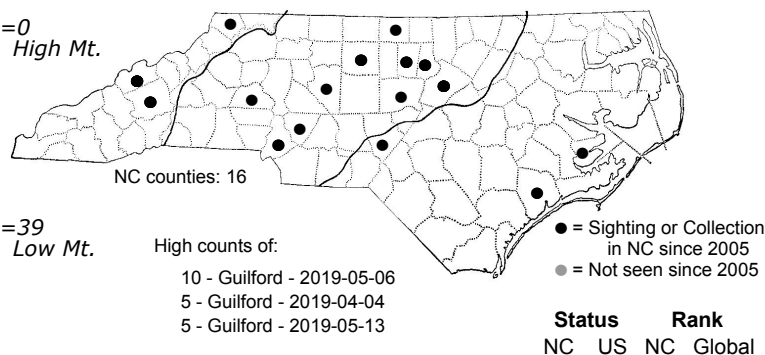 =0
High Mt.
NC counties: 16
=39
Low Mt.
High counts of:
10 - Guilford - 2019-05-06
5 - Guilford - 2019-04-04
5 - Guilford - 2019-05-13
● = Sighting or Collection
in NC since 2005
● = Not seen since 2005
Status Rank
NC US NC Global